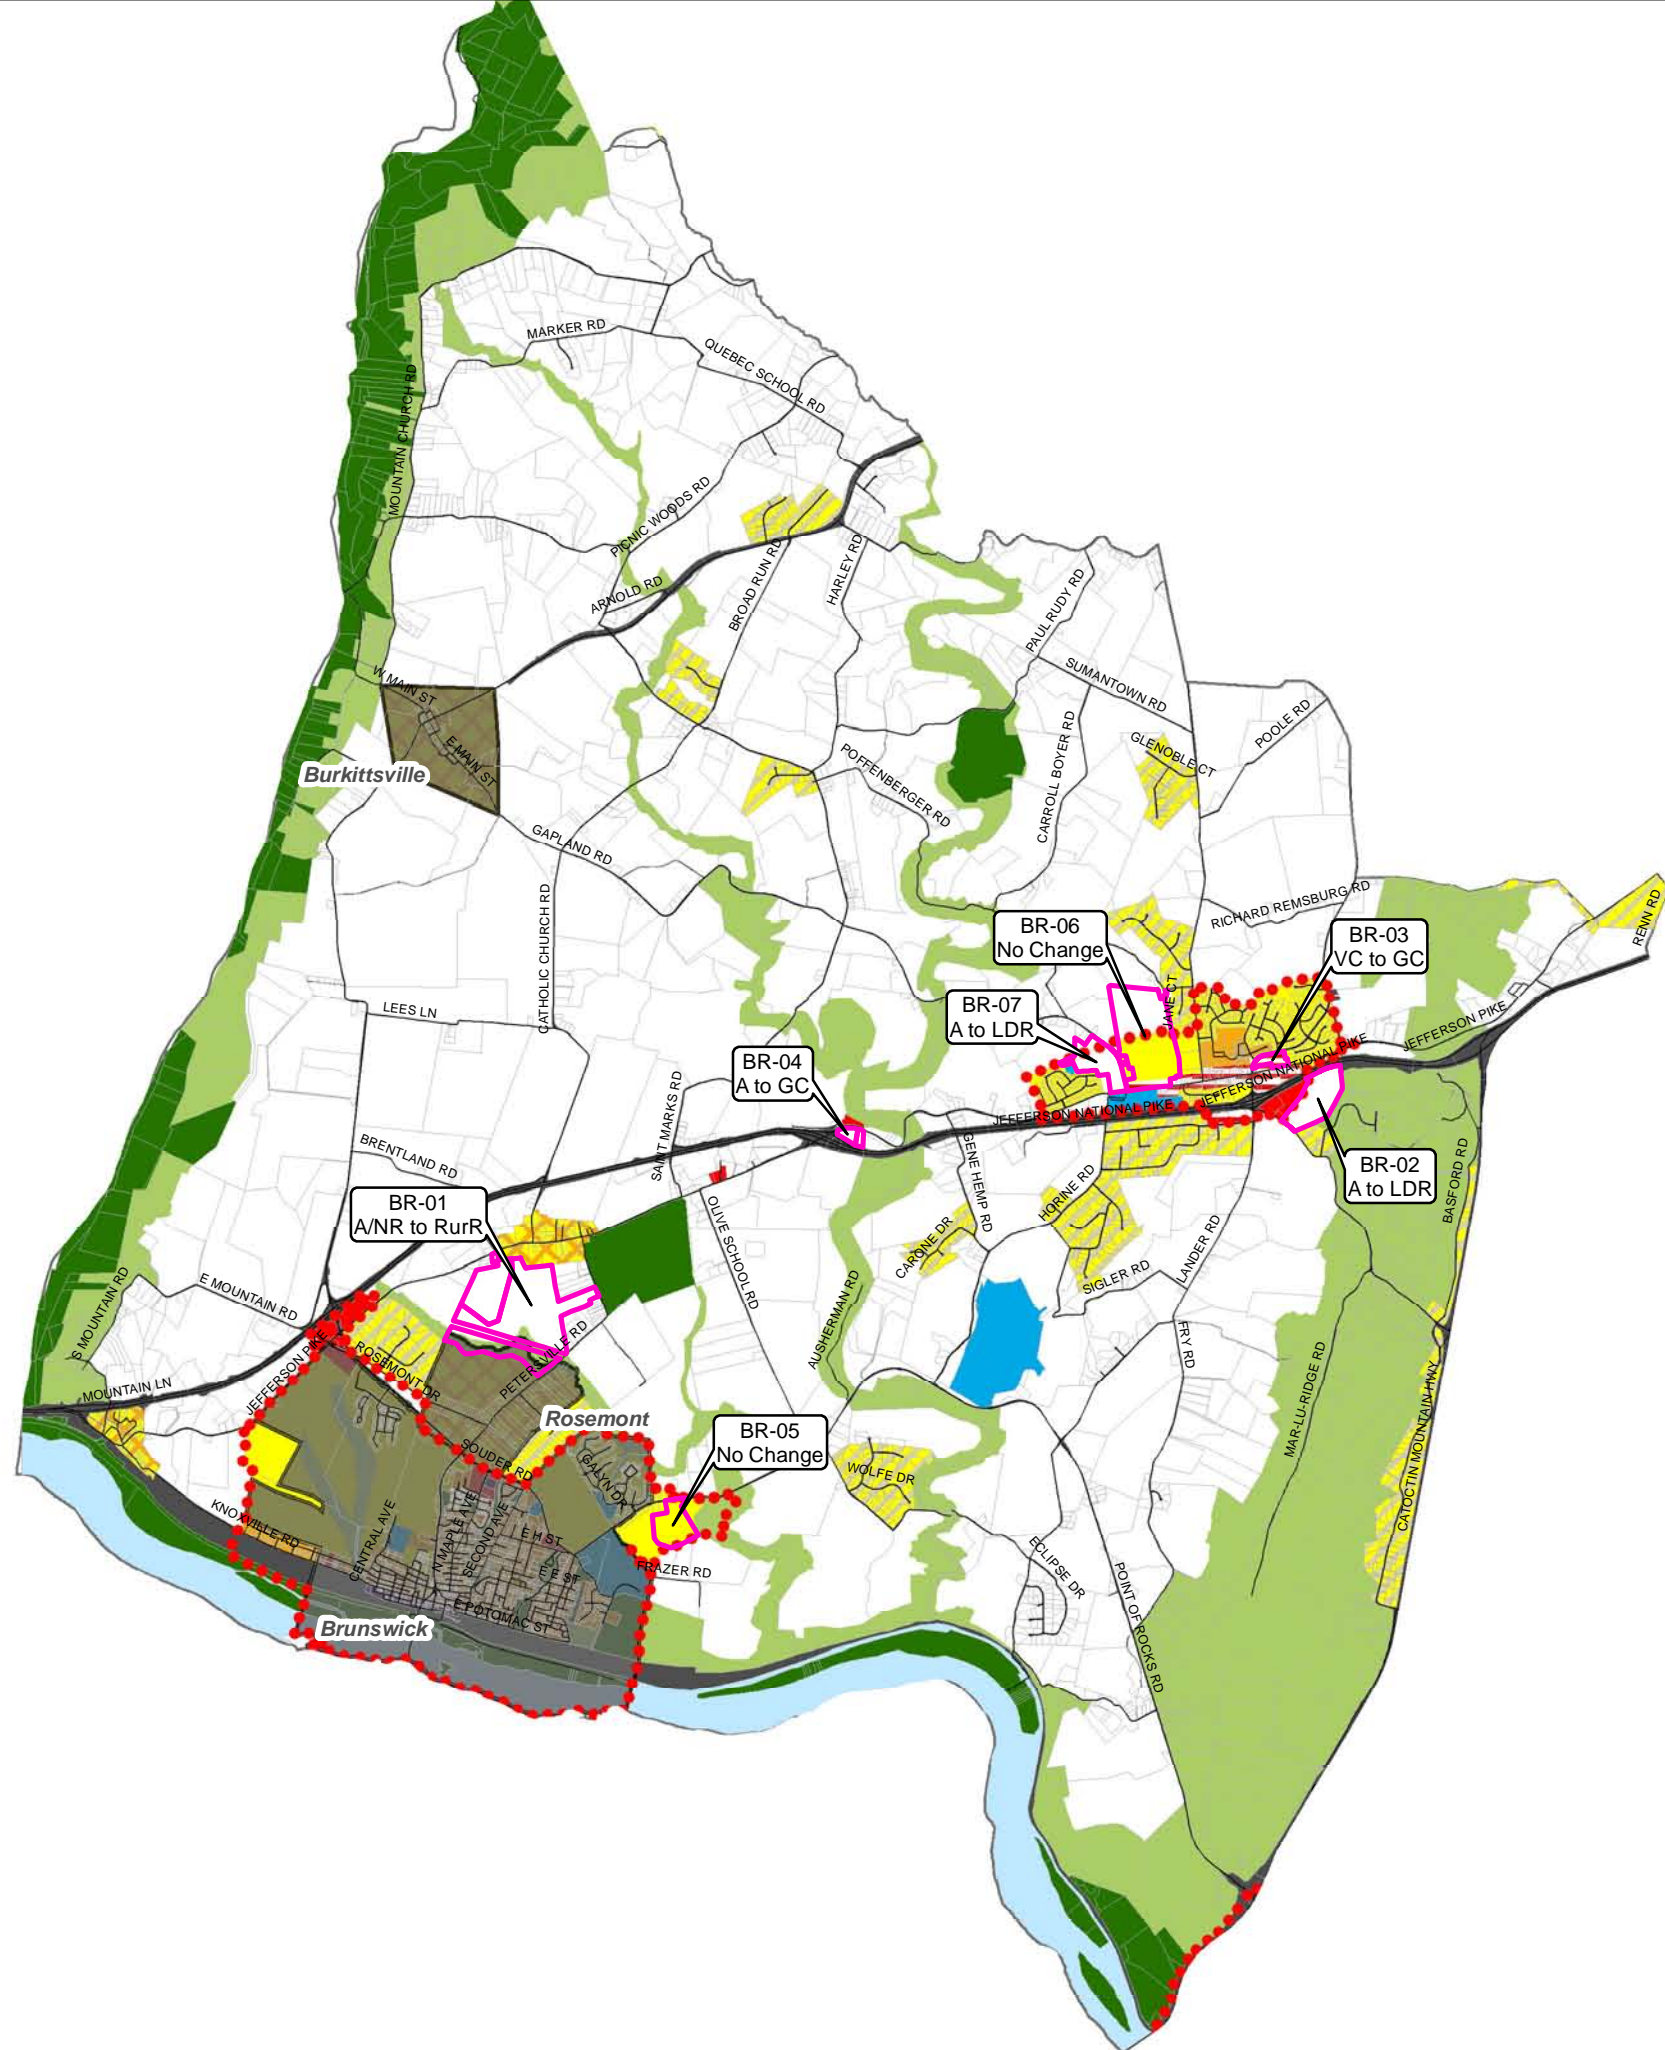 MARKER RD
QUEBEC SCHOOL RD
MOUNTAIN CHURCH RD
PICNIC WOODS RD
ARNOLD RD
BROAD RUN RD
HARLEY RD
PAUL RUDY RD
SUMANTOWN RD
W MAIN ST
E MAIN ST
Burkittsville
POOLE RD
GLENOBLE CT
CARROLL BOYER RD
POFFENBERGER RD
GAPLAND RD
CATHOLIC CHURCH RD
RICHARD REMSBURG RD
RENN RD
BR-06
No Change
BR-03
VC to GC
BR-07
A to LDR
JANE CT
LEES LN
JEFFERSON PIKE
JEFFERSON NATIONAL PIKE
BR-04
A to GC
SAINT MARKS RD
JEFFERSON NATIONAL PIKE
BRENTLAND RD
BR-02
A to LDR
BR-01
A/NR to RurR
GENE HEMP RD
HORINE RD
BASFORD RD
OLIVE SCHOOL RD
CARONE DR
LANDER RD
SIGLER RD
S MOUNTAIN RD
E MOUNTAIN RD
AUSHERMAN RD
FRY RD
MAR-LU-RIDGE RD
PETERSVILLE RD
ROSEMONT DR
JEFFERSON PIKE
MOUNTAIN LN
CATOCTIN MOUNTAIN HWY
Rosemont
BR-05
No Change
SOUDER RD
GALYN DR
WOLFE DR
KNOXVILLE RD
CENTRAL AVE
N MAPLE AVE
SECOND AVE
E H ST
E E ST
FRAZER RD
ECLIPSE DR
POINT OF ROCKS RD
E POTOMAC ST
Brunswick